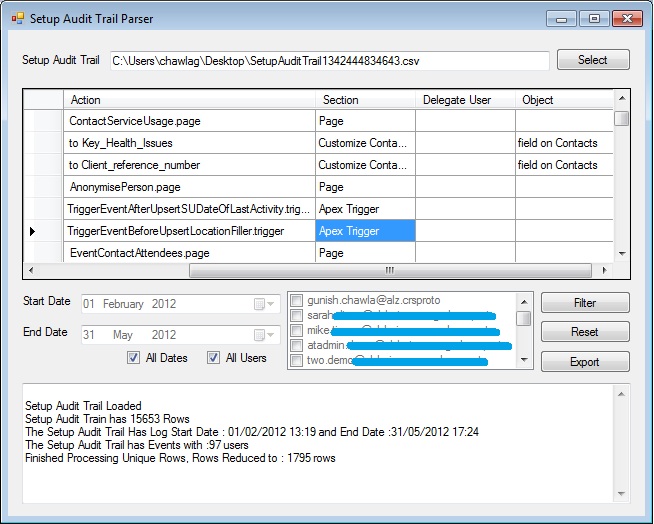 Setup Audit Trail Parser
Setup Audit Trail C:\Users\chawlag\Desktop\SetupAuditTrail1342444834643.csv Select
Action Section Delegate User Object
ContactServiceUsage.page Page
to Key_Health_Issues Customize Conta... field on Contacts
to Client_reference_number Customize Conta... field on Contacts
AnonymisePerson.page Page
TriggerEventAfterUpsertSUDateOfLastActivity.trig... Apex Trigger
TriggerEventBeforeUpsertLocationFiller.trigger Apex Trigger
EventContactAttendees.page Page
Start Date 01 February 2012
End Date 31 May 2012
All Dates All Users
gunish.chawla@alz.crsproto
sarah
mike
atadmin
two.demo
Filter
Reset
Export
Setup Audit Trail Loaded
Setup Audit Train has 15653 Rows
The Setup Audit Trail Has Log Start Date : 01/02/2012 13:19 and End Date :31/05/2012 17:24
The Setup Audit Trail has Events with :97 users
Finished Processing Unique Rows, Rows Reduced to : 1795 rows